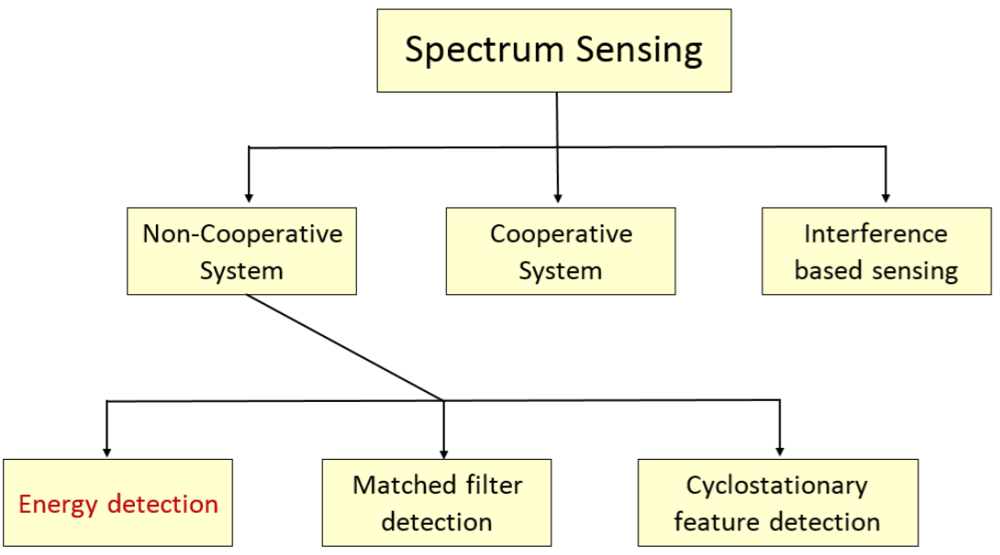 Spectrum Sensing
Non-Cooperative
System
Cooperative
System
Interference
based sensing
Energy detection
Matched filter
detection
Cyclostationary
feature detection